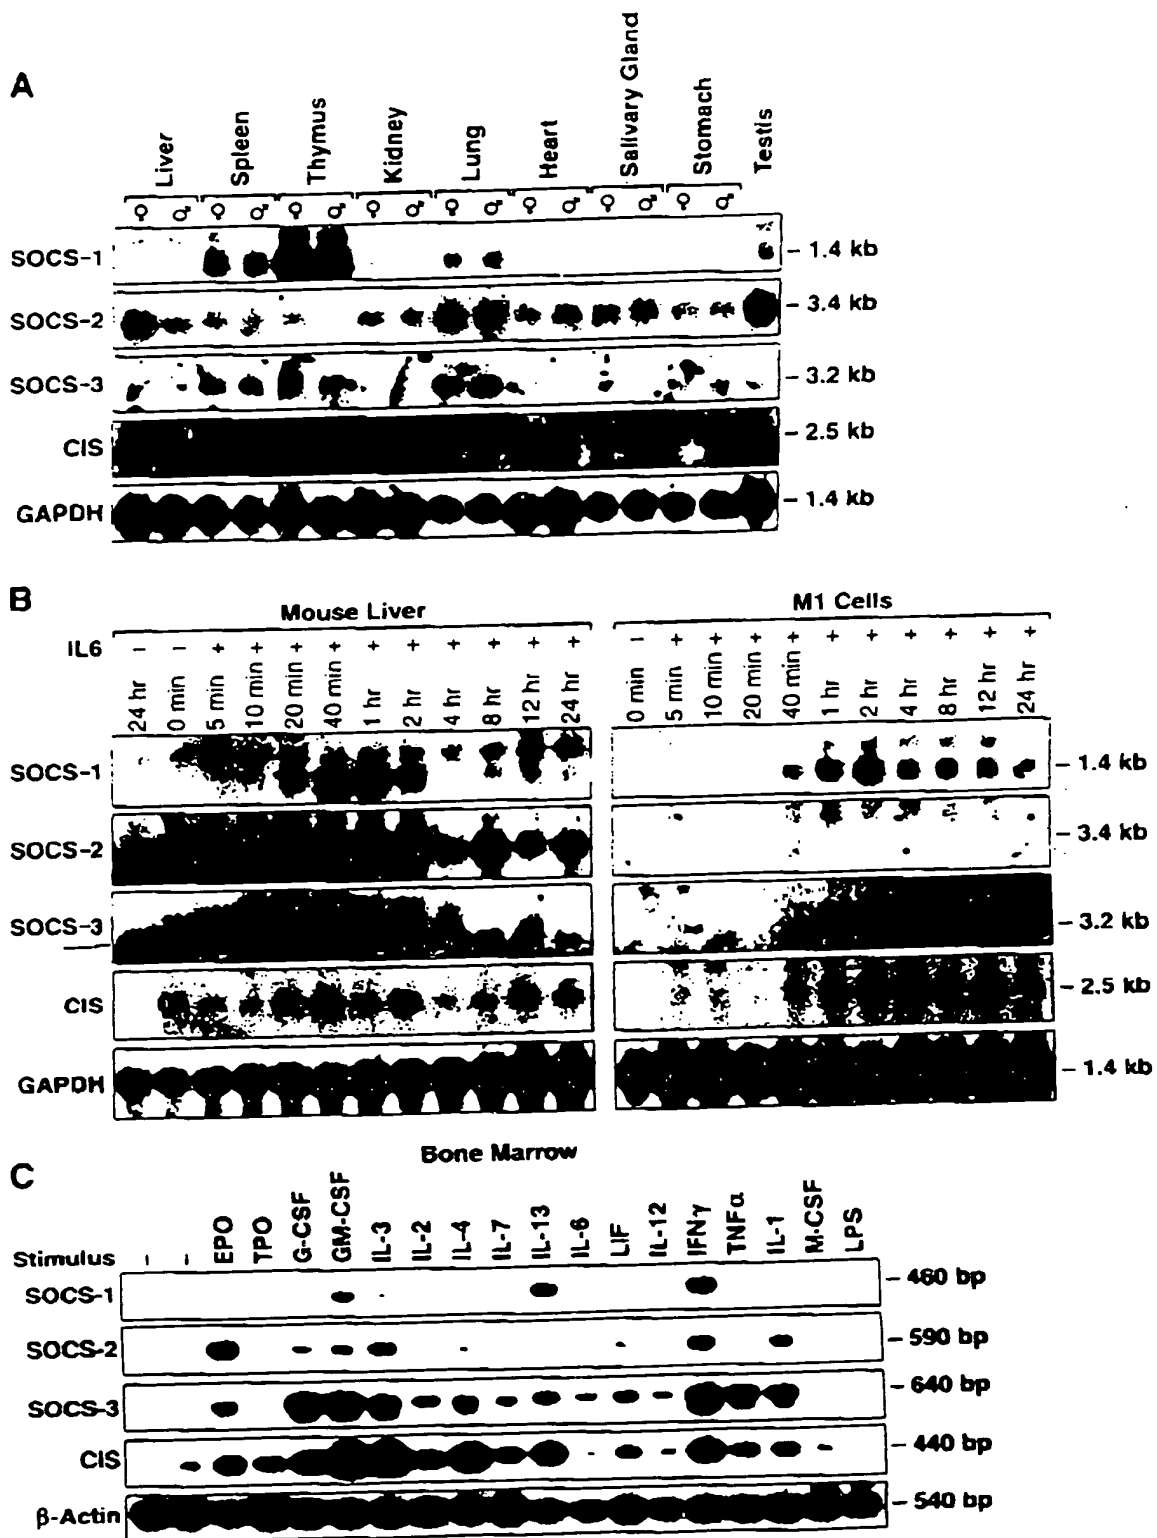 A
Liver Spleen Thymus Kidney Lung Heart Salivary Gland Stomach Testis
♀ ♂ ♀ ♂ ♀ ♂ ♀ ♂ ♀ ♂ ♀ ♂ ♀ ♂ ♀ ♂
SOCS-1 - 1.4 kb
SOCS-2 - 3.4 kb
SOCS-3 - 3.2 kb
CIS - 2.5 kb
GAPDH - 1.4 kb
B
Mouse Liver M1 Cells
IL6 - - + + + + + + + + + + - + + + + + + + + + +
24 hr 0 min 5 min 10 min 20 min 40 min 1 hr 2 hr 4 hr 8 hr 12 hr 24 hr 0 min 5 min 10 min 20 min 40 min 1 hr 2 hr 4 hr 8 hr 12 hr 24 hr
SOCS-1 - 1.4 kb
SOCS-2 - 3.4 kb
SOCS-3 - 3.2 kb
CIS - 2.5 kb
GAPDH - 1.4 kb
Bone Marrow
C
Stimulus - - EPO TPO G-CSF GM-CSF IL-3 IL-2 IL-4 IL-7 IL-13 IL-6 LIF IL-12 IFNγ TNFα IL-1 M-CSF LPS
SOCS-1 - 460 bp
SOCS-2 - 590 bp
SOCS-3 - 640 bp
CIS - 440 bp
β-Actin - 540 bp